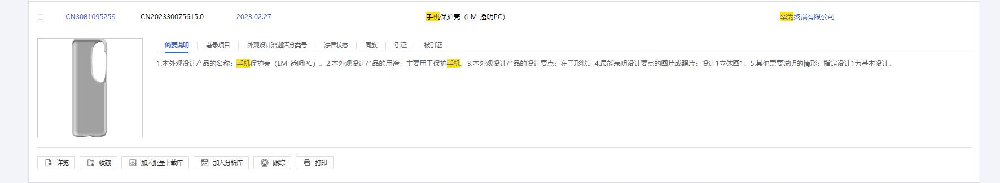 CN308109525S CN202330075615.0 2023.02.27 手机保护壳（LM-透明PC） 华为终端有限公司
简要说明 著录项目 外观设计洛迦诺分类号 法律状态 同族 引证 被引证
1.本外观设计产品的名称：手机保护壳（LM-透明PC）。2.本外观设计产品的用途：主要用于保护手机。3.本外观设计产品的设计要点：在于形状。4.最能表明设计要点的图片或照片：设计1立体图1。5.其他需要说明的情形：指定设计1为基本设计。
详览 收藏 加入批量下载库 加入分析库 跟踪 打印